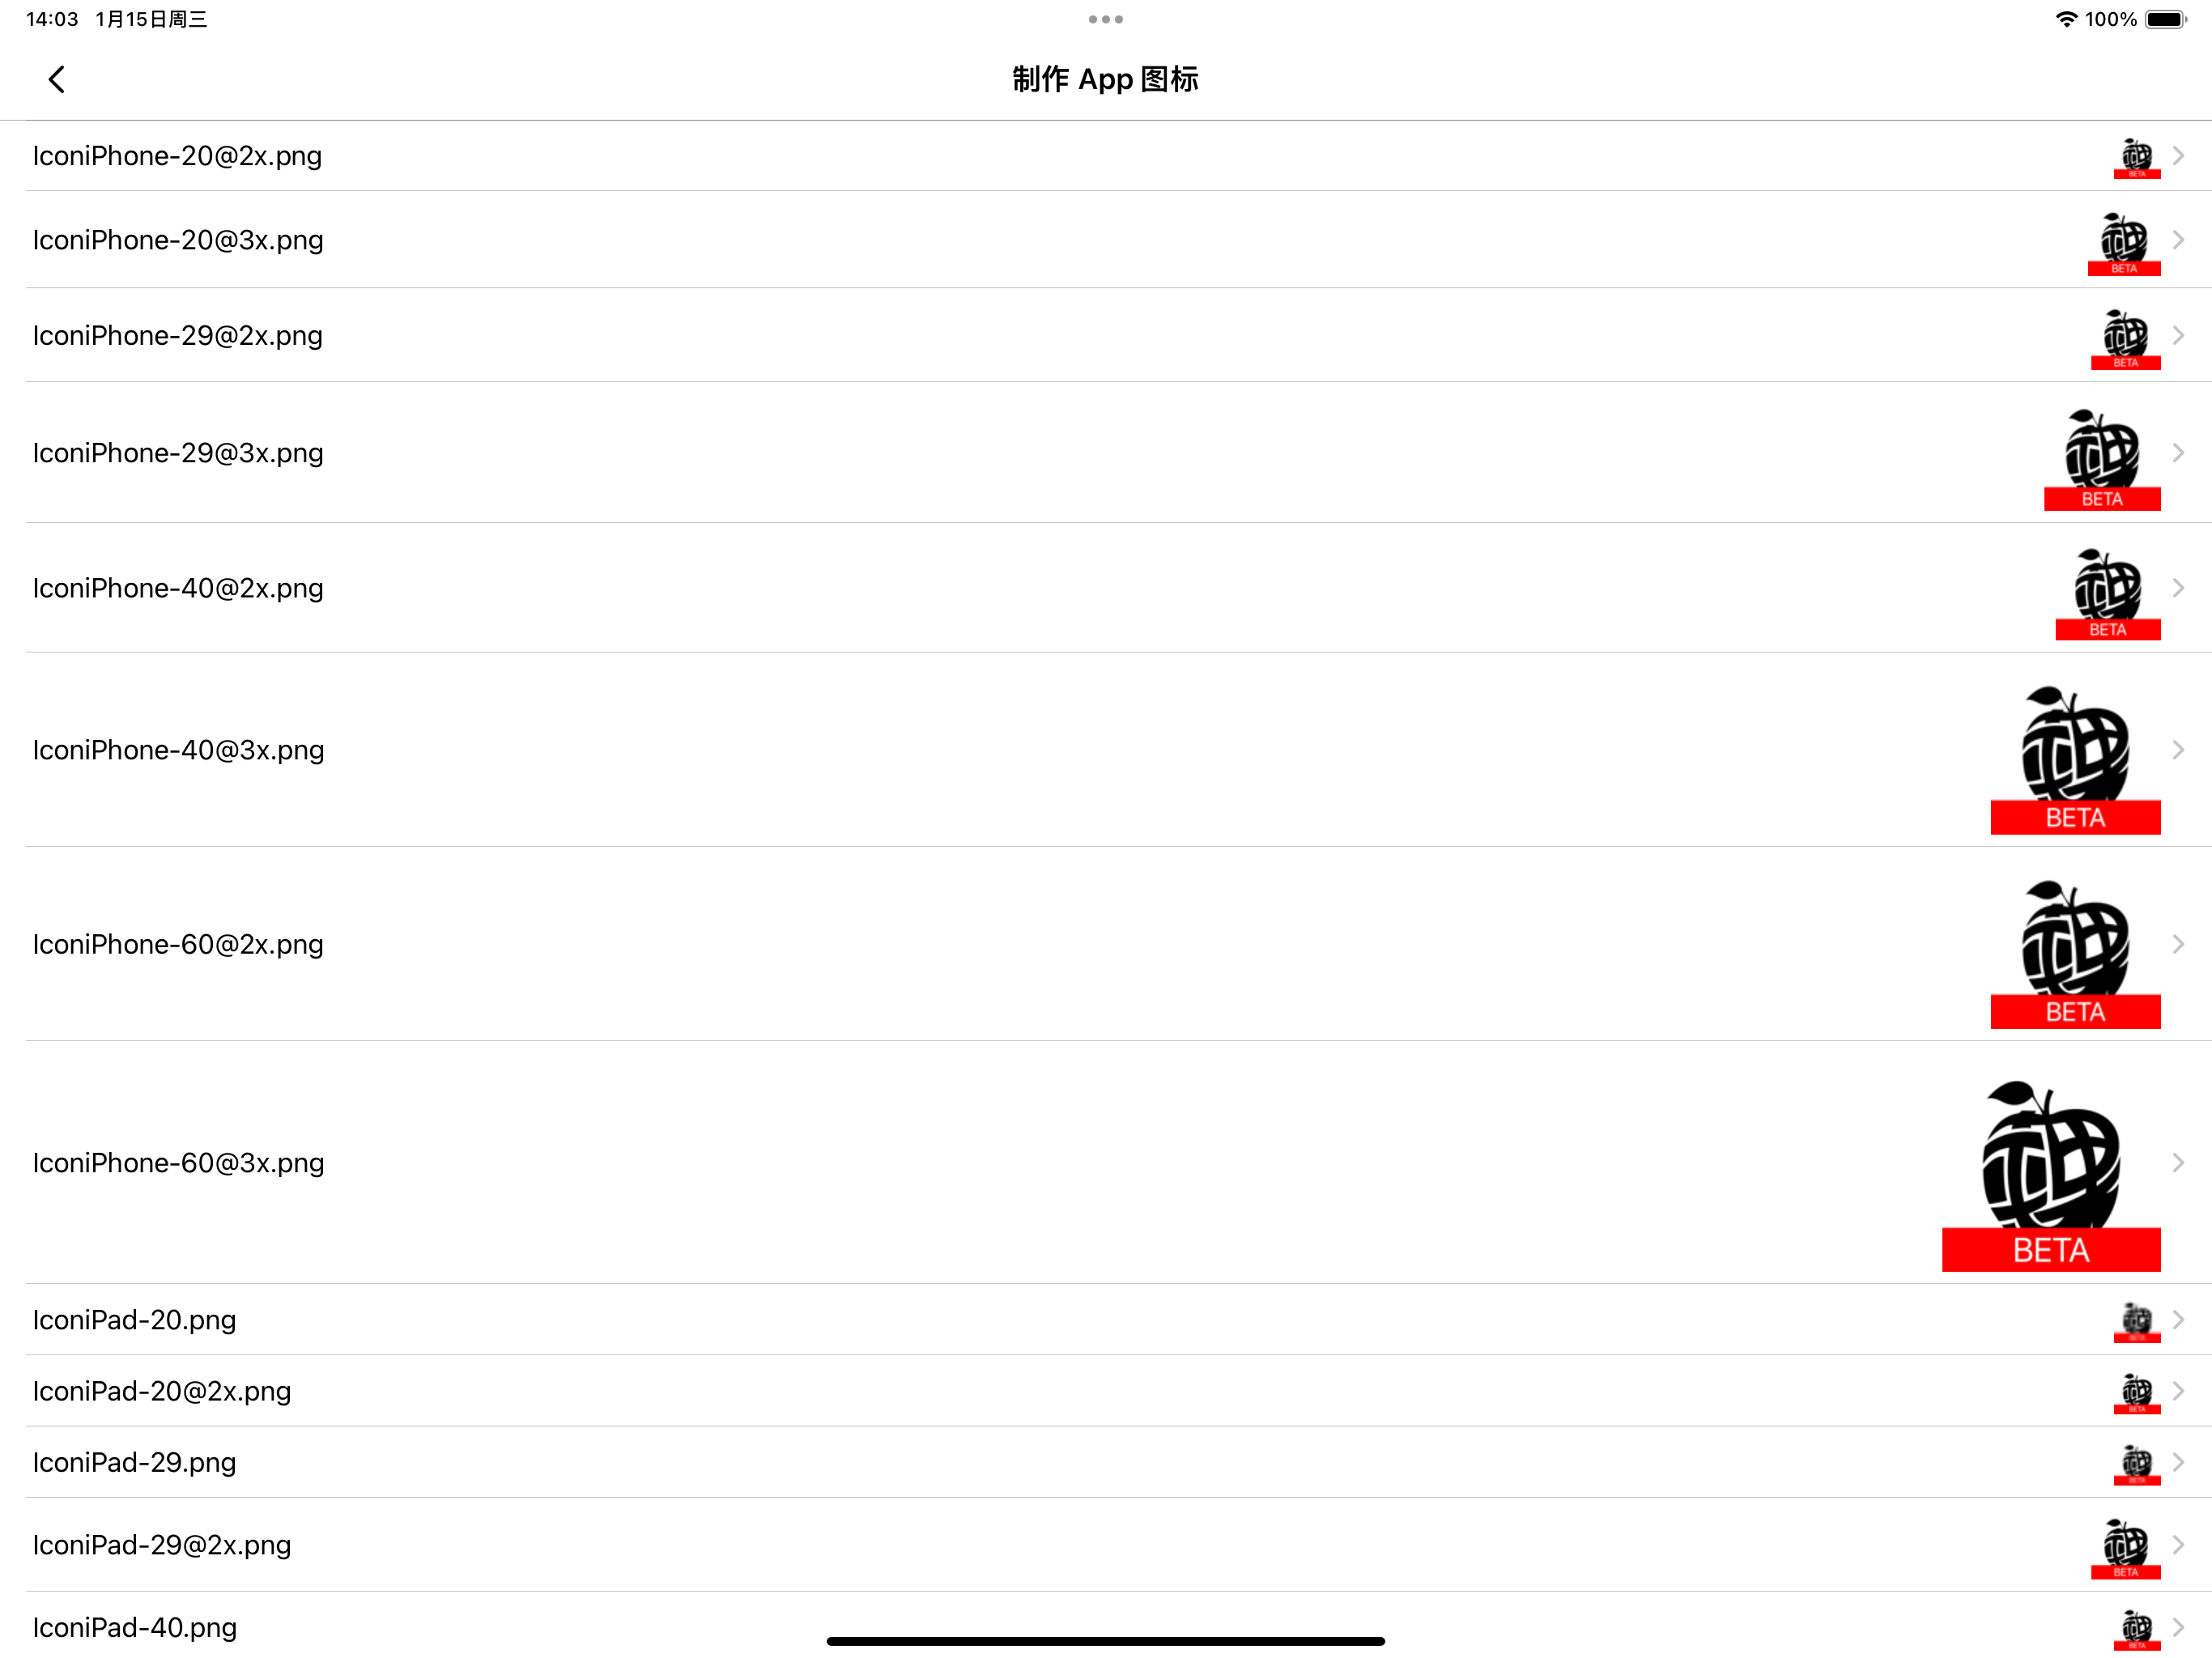 14:03 1月15日周三
100%
制作 App 图标
IconiPhone-20@2x.png
BETA
IconiPhone-20@3x.png
BETA
IconiPhone-29@2x.png
BETA
IconiPhone-29@3x.png
BETA
IconiPhone-40@2x.png
BETA
IconiPhone-40@3x.png
BETA
IconiPhone-60@2x.png
BETA
IconiPhone-60@3x.png
BETA
IconiPad-20.png
IconiPad-20@2x.png
BETA
IconiPad-29.png
BETA
IconiPad-29@2x.png
BETA
IconiPad-40.png
BETA